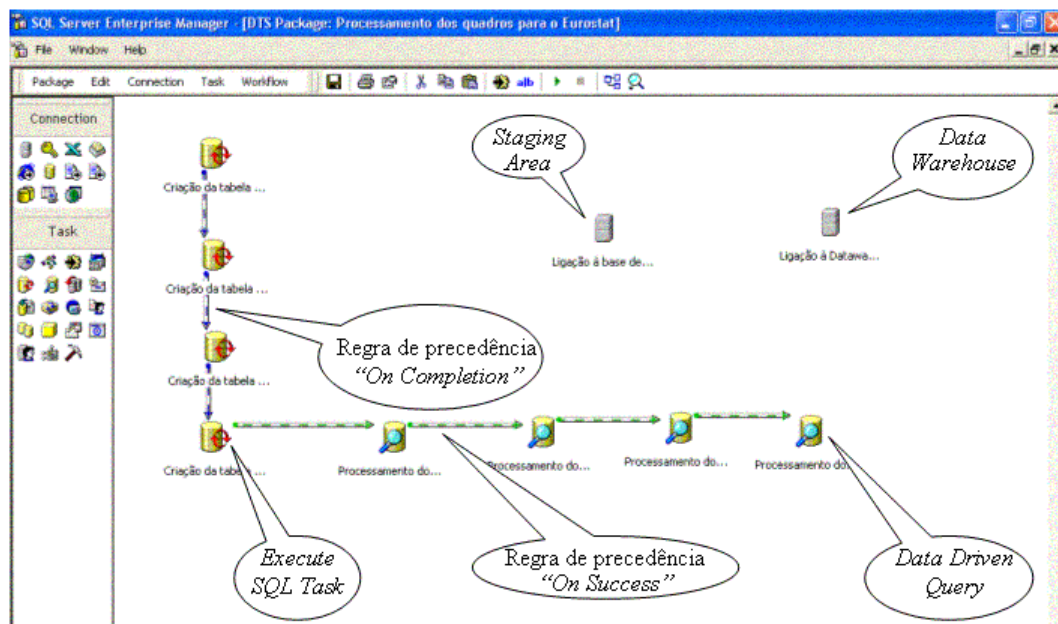 SQL Server Enterprise Manager - [DTS Package: Processamento dos quadros para o Eurostat]
File Window Help
Package Edit Connection Task Workflow
Connection
Task
Criação da tabela ...
Criação da tabela ...
Criação da tabela ...
Criação da tabela ...
Processamento do...
Processamento do...
Processamento do...
Processamento do...
Staging
Area
Data
Warehouse
Ligação à base de...
Ligação à Datawa...
Regra de precedência
“On Completion”
Execute
SQL Task
Regra de precedência
“On Success”
Data Driven
Query